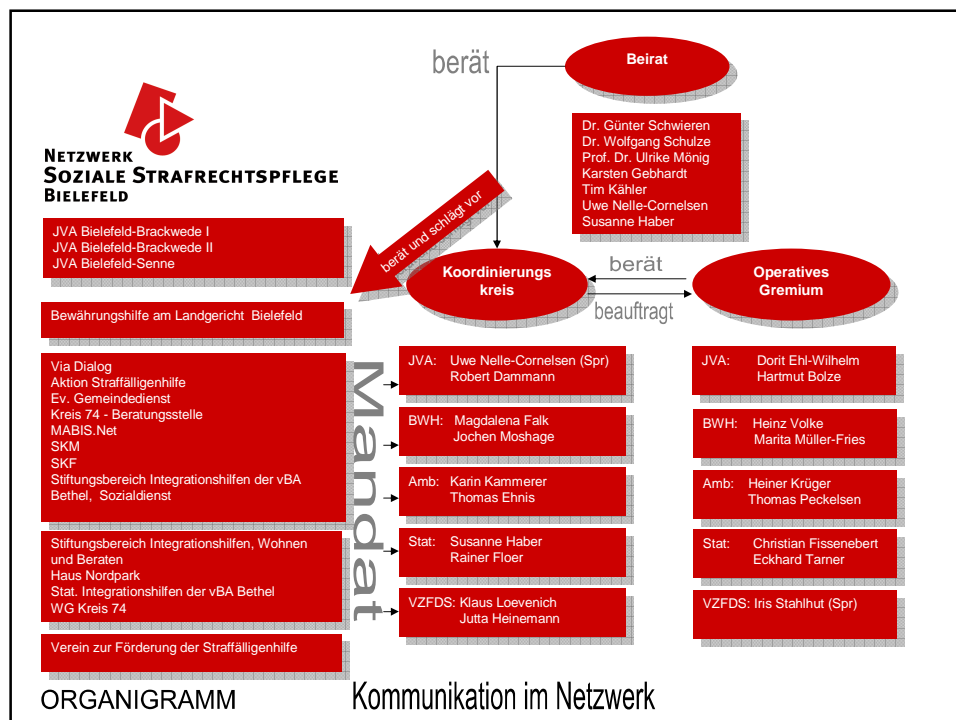 berät
Beirat
Dr. Günter Schwieren
Dr. Wolfgang Schulze
Prof. Dr. Ulrike Mönig
Karsten Gebhardt
Tim Kähler
Uwe Nelle-Cornelsen
Susanne Haber
NETZWERK
SOZIALE STRAFRECHTSPFLEGE
BIELEFELD
berät und schlägt vor
JVA Bielefeld-Brackwede I
JVA Bielefeld-Brackwede II
JVA Bielefeld-Senne
Bewährungshilfe am Landgericht Bielefeld
Via Dialog
Aktion Straffälligenhilfe
Ev. Gemeindedienst
Kreis 74 - Beratungsstelle
MABIS.Net
SKM
SKF
Stiftungsbereich Integrationshilfen der vBA
Bethel, Sozialdienst
Stiftungsbereich Integrationshilfen, Wohnen
und Beraten
Haus Nordpark
Stat. Integrationshilfen der vBA Bethel
WG Kreis 74
Verein zur Förderung der Straffälligenhilfe
Mandat
Koordinierungs
kreis
berät
beauftragt
Operatives
Gremium
JVA: Uwe Nelle-Cornelsen (Spr)
Robert Dammann
BWH: Magdalena Falk
Jochen Moshage
Amb: Karin Kammerer
Thomas Ehnis
Stat: Susanne Haber
Rainer Floer
VZFDS: Klaus Loevenich
Jutta Heinemann
JVA: Dorit Ehl-Wilhelm
Hartmut Bolze
BWH: Heinz Volke
Marita Müller-Fries
Amb: Heiner Krüger
Thomas Peckelsen
Stat: Christian Fissenebert
Eckhard Tarner
VZFDS: Iris Stahlhut (Spr)
ORGANIGRAMM
Kommunikation im Netzwerk